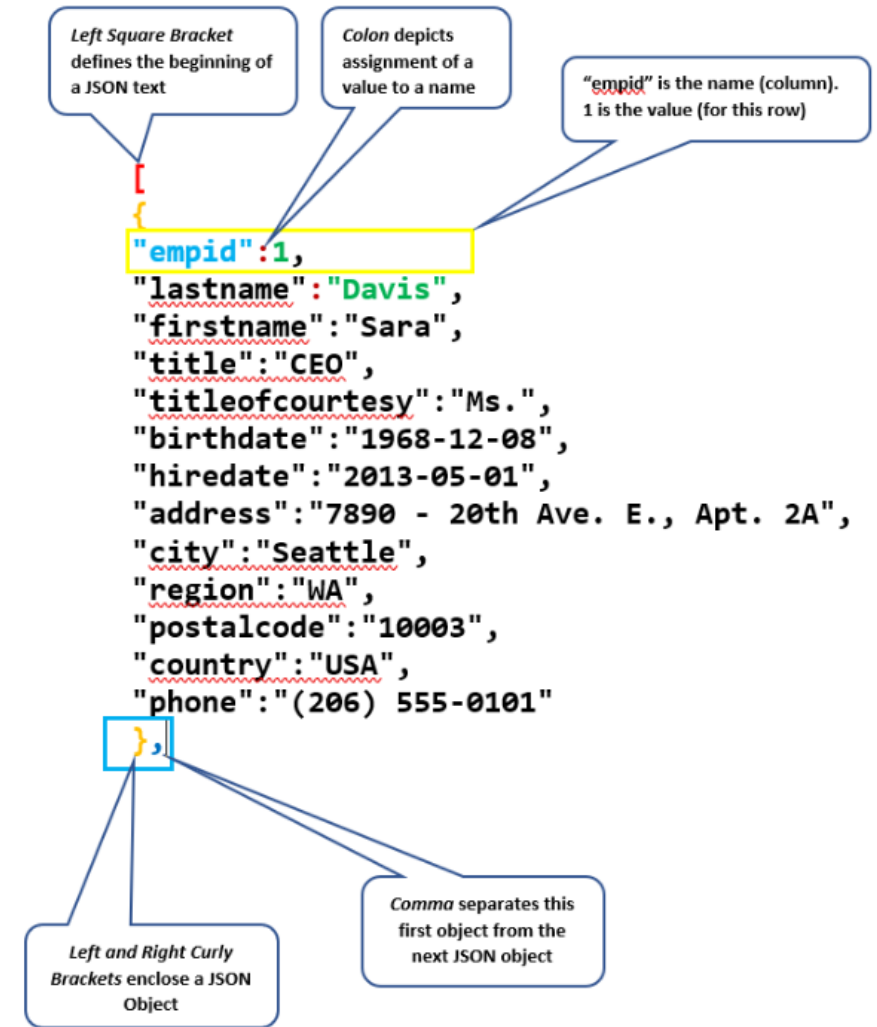 Left Square Bracket
defines the beginning of
a JSON text
Colon depicts
assignment of a
value to a name
“empid” is the name (column).
1 is the value (for this row)
[
{
"empid":1,
"lastname":"Davis",
"firstname":"Sara",
"title":"CEO",
"titleofcourtesy":"Ms.",
"birthdate":"1968-12-08",
"hiredate":"2013-05-01",
"address":"7890 - 20th Ave. E., Apt. 2A",
"city":"Seattle",
"region":"WA",
"postalcode":"10003",
"country":"USA",
"phone":"(206) 555-0101"
},
Comma separates this
first object from the
next JSON object
Left and Right Curly
Brackets enclose a JSON
Object